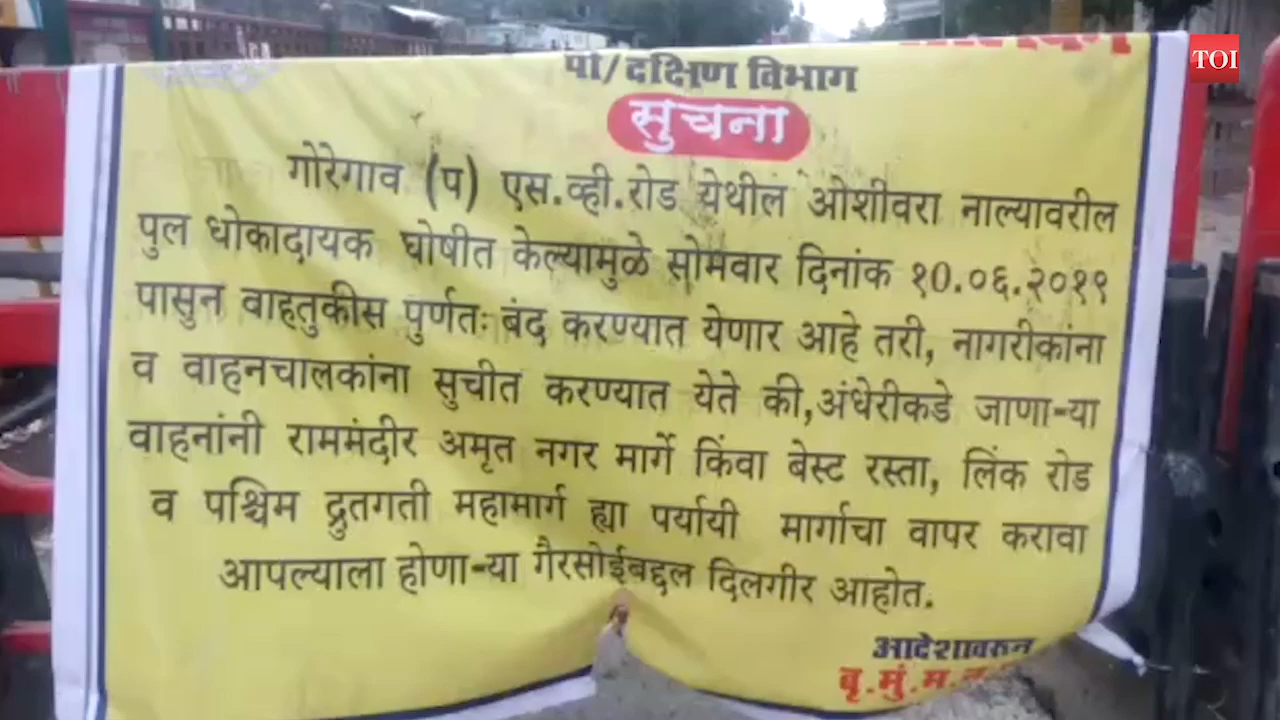 TOI
पी/दक्षिण विभाग
सुचना
गोरेगाव (प) एस.व्ही.रोड येथील ओशीवरा नाल्यावरील
पुल धोकादायक घोषीत केल्यामुळे सोमवार दिनांक १0.०६.२०१९
पासुन वाहतुकीस पुर्णतः बंद करण्यात येणार आहे तरी, नागरीकांना
व वाहनचालकांना सुचीत करण्यात येते की,अंधेरीकडे जाणा-या
वाहनांनी राममंदीर अमृत नगर मार्गे किंवा बेस्ट रस्ता, लिंक रोड
व पश्चिम द्रुतगती महामार्ग ह्या पर्यायी मार्गाचा वापर करावा
आपल्याला होणा-या गैरसोईबद्दल दिलगीर आहोत.
आदेशावरुन
बृ.मुं.म.न.